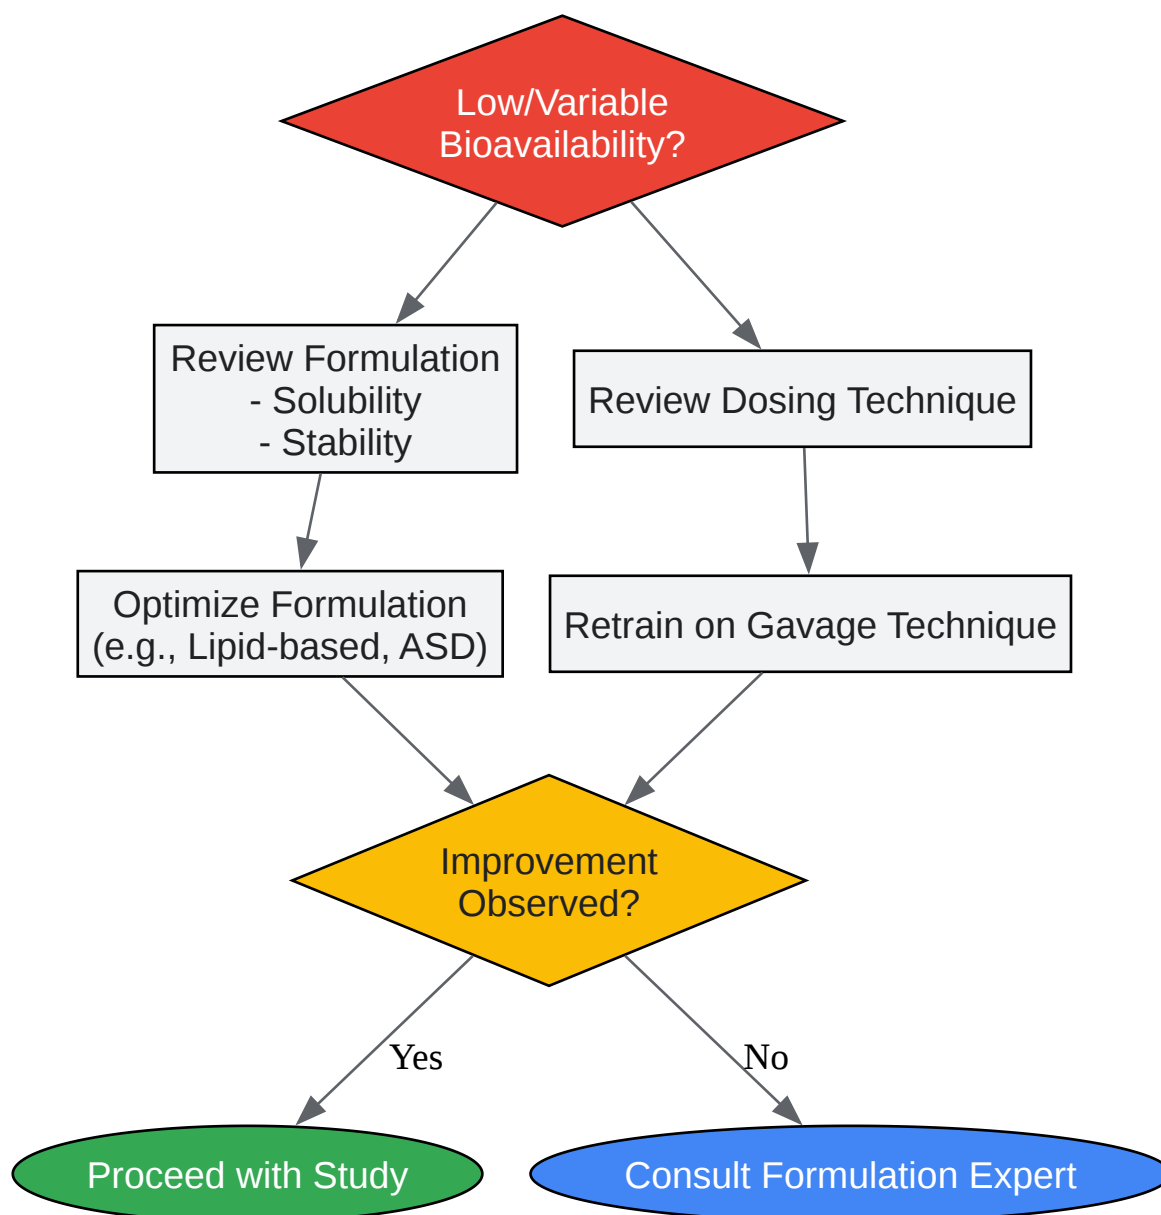 Low/Variable
Bioavailability?
Review Formulation
- Solubility
- Stability
Review Dosing Technique
Optimize Formulation
(e.g., Lipid-based, ASD)
Retrain on Gavage Technique
Improvement
Observed?
Yes
No
Proceed with Study
Consult Formulation Expert